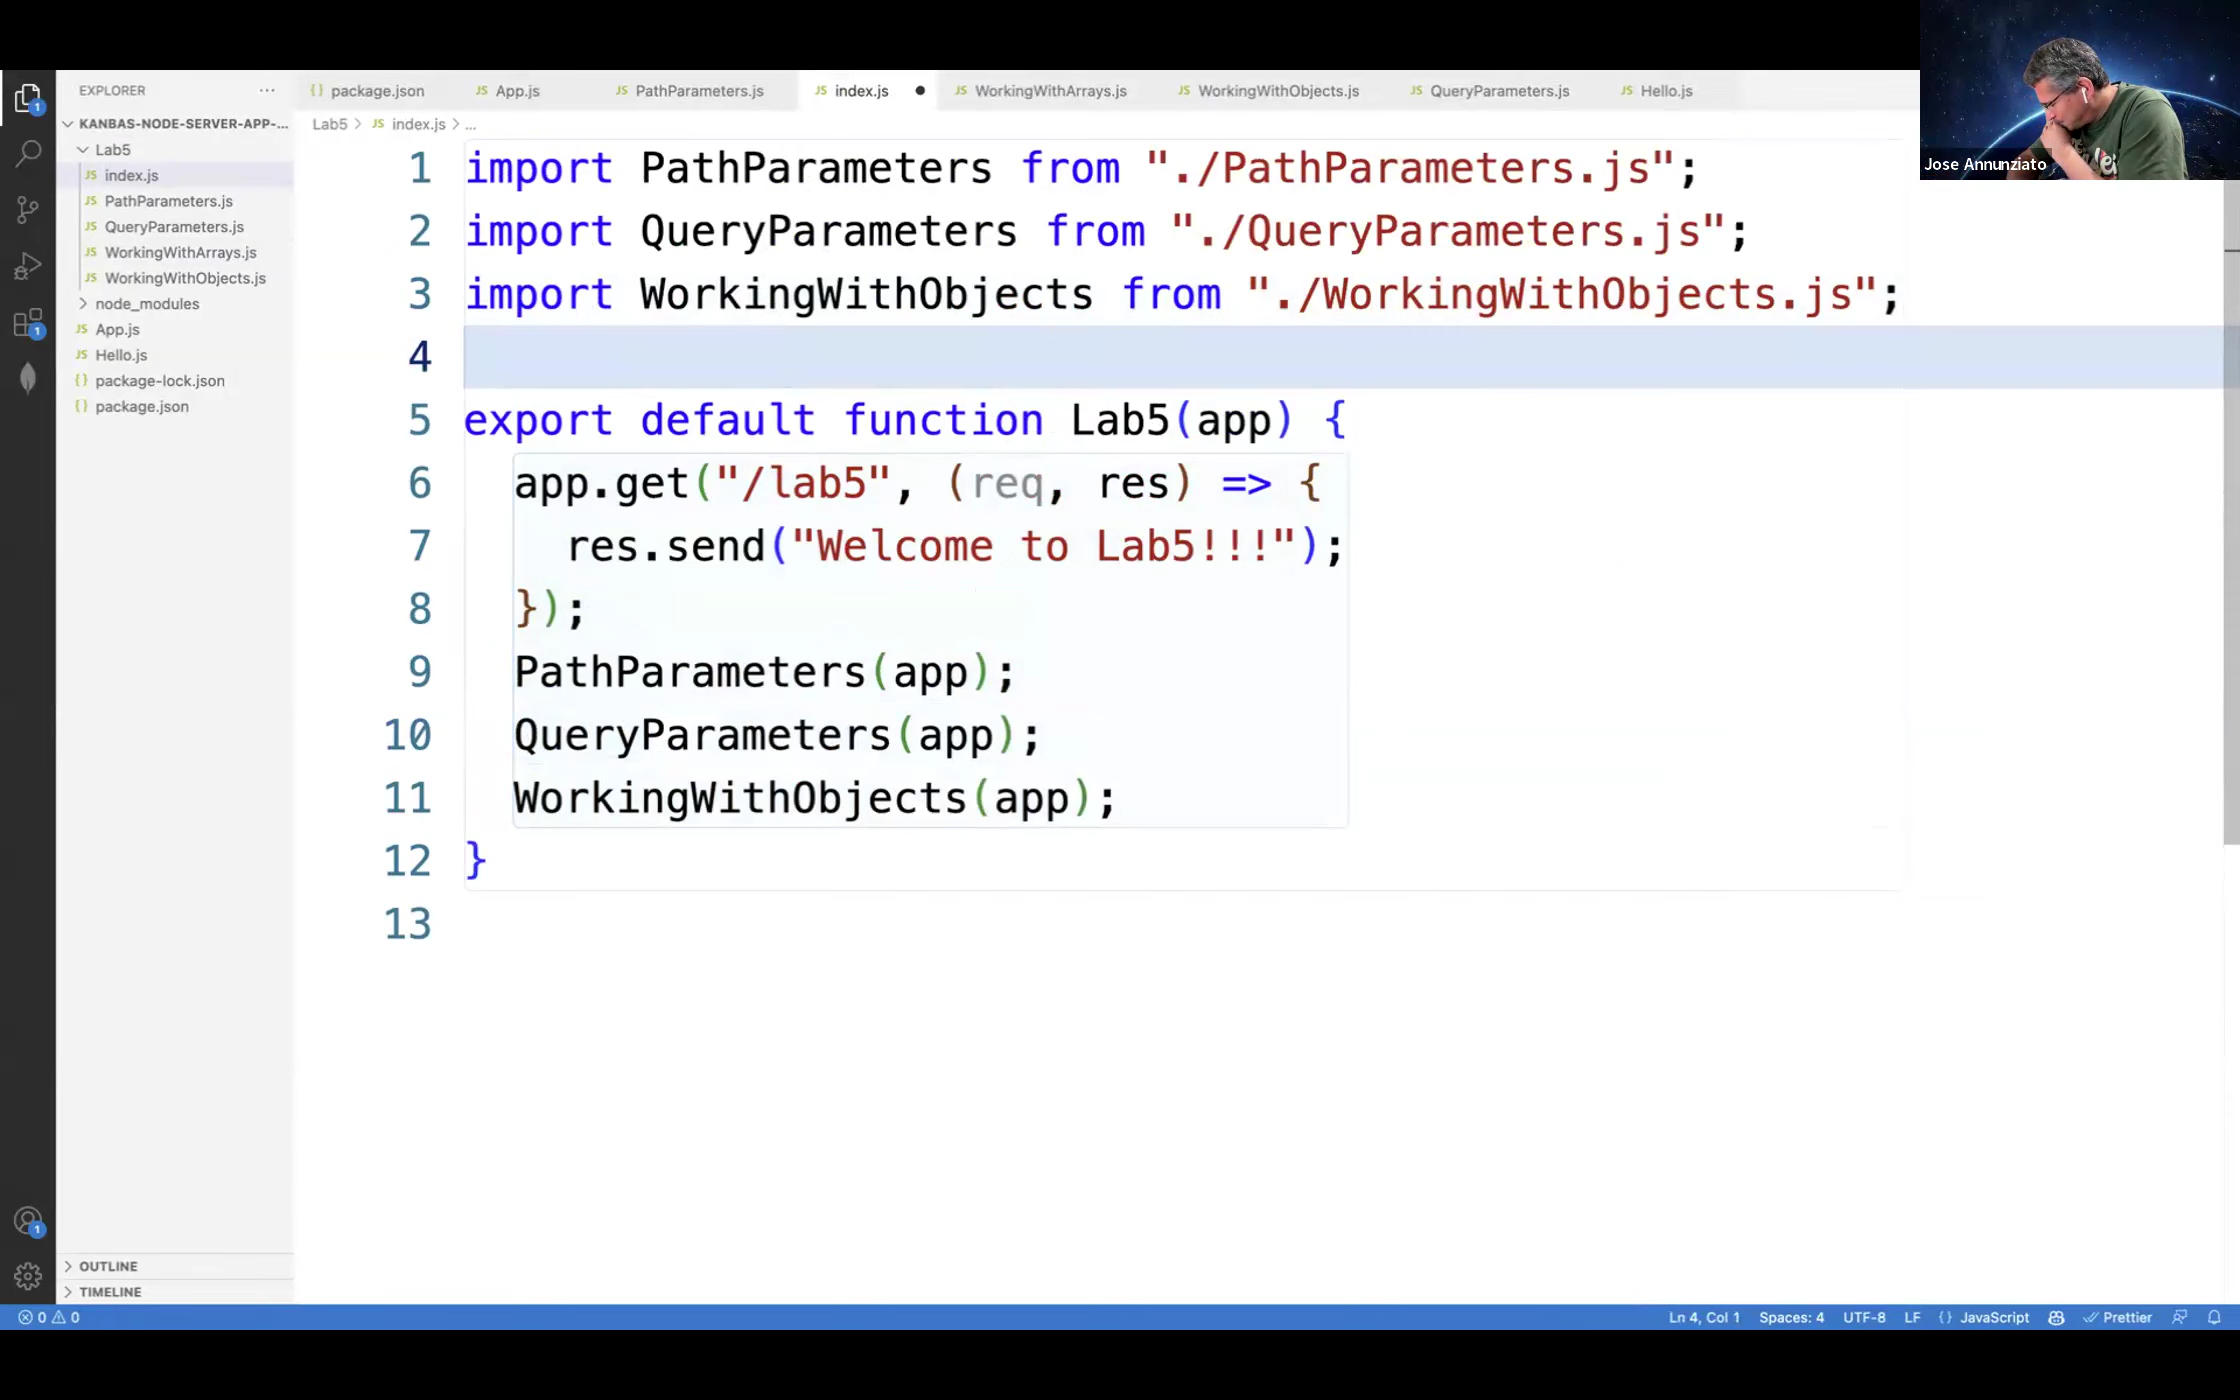 EXPLORER
KANBAS-NODE-SERVER-APP-...
Lab5
index.js
PathParameters.js
QueryParameters.js
WorkingWithArrays.js
WorkingWithObjects.js
node_modules
App.js
Hello.js
package-lock.json
package.json
OUTLINE
TIMELINE
package.json App.js PathParameters.js index.js WorkingWithArrays.js WorkingWithObjects.js QueryParameters.js Hello.js
Lab5 > JS index.js > ...
1 import PathParameters from "./PathParameters.js";
2 import QueryParameters from "./QueryParameters.js";
3 import WorkingWithObjects from "./WorkingWithObjects.js";
4
5 export default function Lab5(app) {
6 app.get("/lab5", (req, res) => {
7 res.send("Welcome to Lab5!!!");
8 });
9 PathParameters(app);
10 QueryParameters(app);
11 WorkingWithObjects(app);
12 }
13
Jose Annunziato
0 0 Ln 4, Col 1 Spaces: 4 UTF-8 LF {} JavaScript Prettier